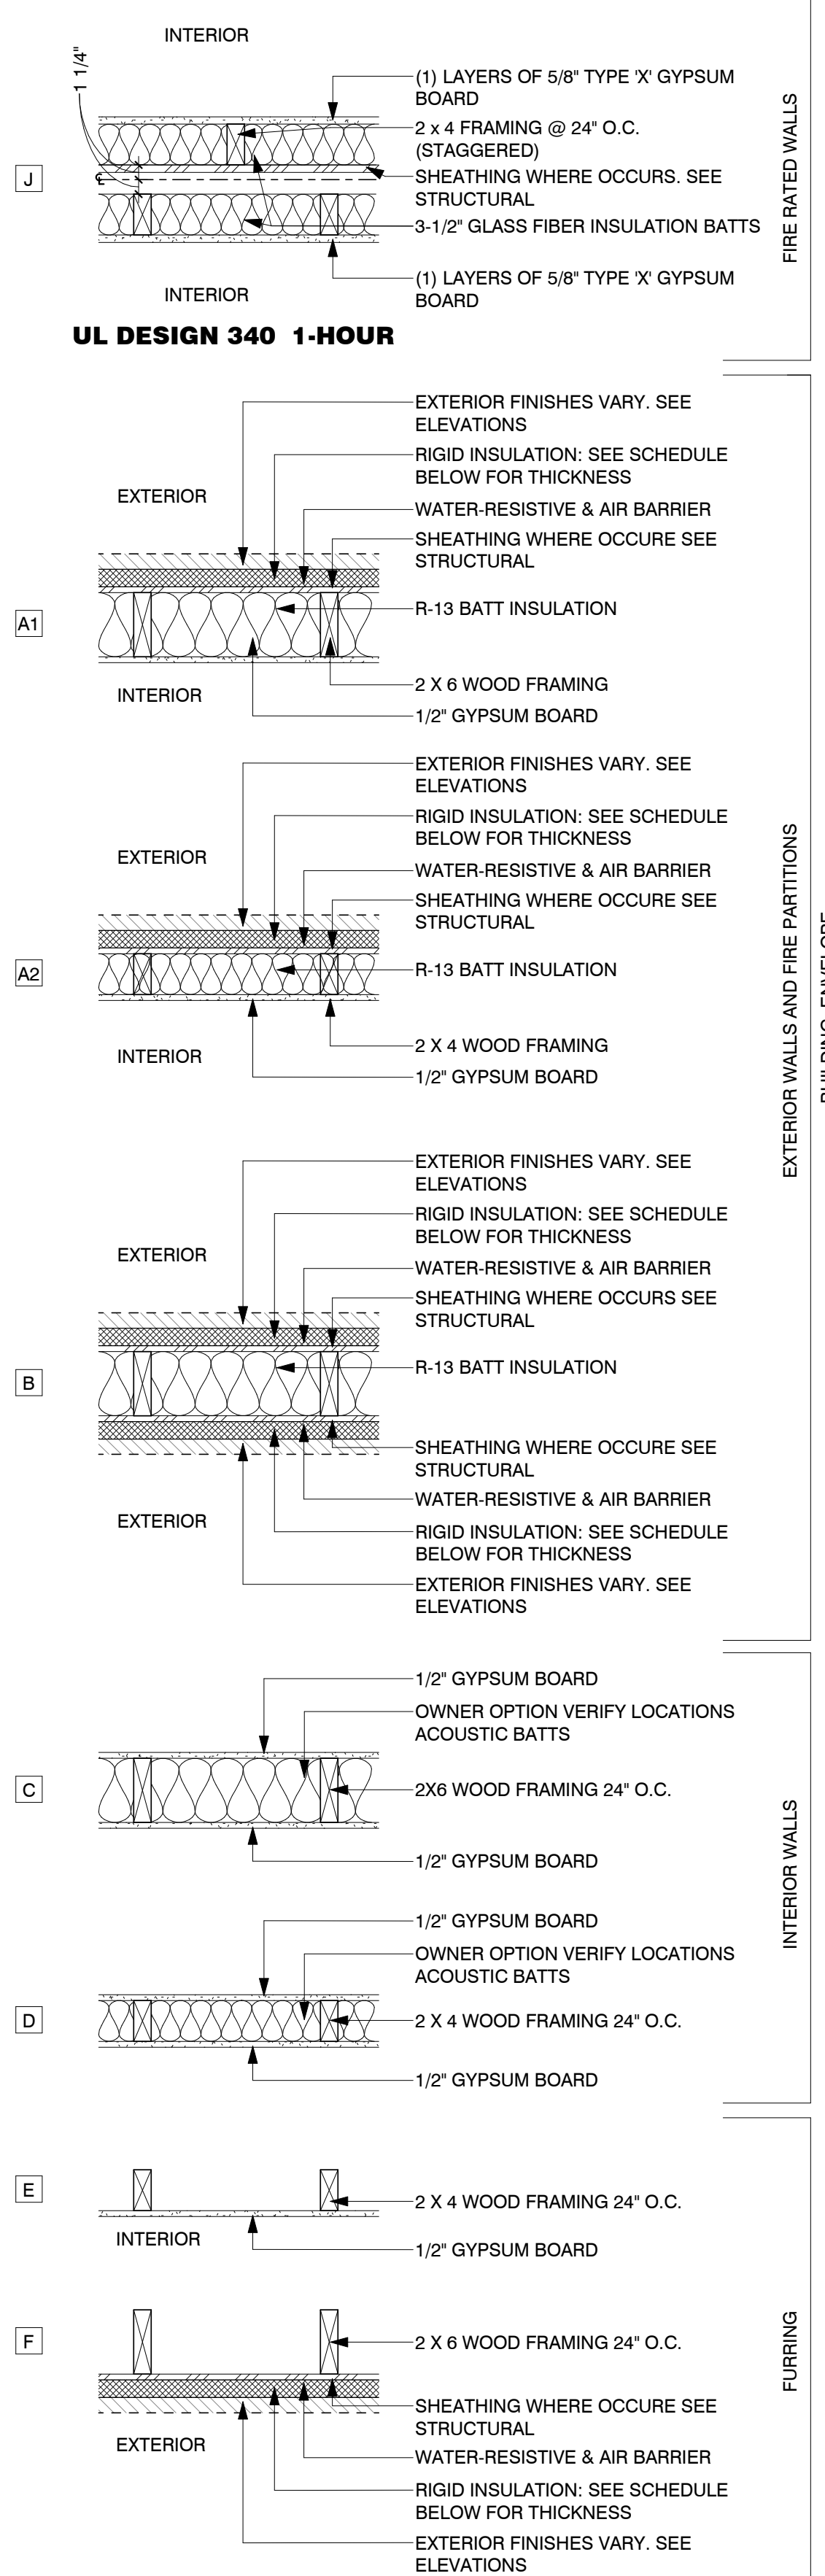 INTERIOR
1 1/4"
(1) LAYERS OF 5/8" TYPE 'X' GYPSUM
BOARD
2 x 4 FRAMING @ 24" O.C.
(STAGGERED)
J
℄
SHEATHING WHERE OCCURS. SEE
STRUCTURAL
3-1/2" GLASS FIBER INSULATION BATTS
(1) LAYERS OF 5/8" TYPE 'X' GYPSUM
BOARD
INTERIOR
UL DESIGN 340 1-HOUR
FIRE RATED WALLS
EXTERIOR FINISHES VARY. SEE
ELEVATIONS
RIGID INSULATION: SEE SCHEDULE
BELOW FOR THICKNESS
EXTERIOR
WATER-RESISTIVE & AIR BARRIER
SHEATHING WHERE OCCURE SEE
STRUCTURAL
A1
R-13 BATT INSULATION
INTERIOR
2 X 6 WOOD FRAMING
1/2" GYPSUM BOARD
EXTERIOR FINISHES VARY. SEE
ELEVATIONS
RIGID INSULATION: SEE SCHEDULE
BELOW FOR THICKNESS
EXTERIOR
WATER-RESISTIVE & AIR BARRIER
SHEATHING WHERE OCCURE SEE
STRUCTURAL
A2
R-13 BATT INSULATION
INTERIOR
2 X 4 WOOD FRAMING
1/2" GYPSUM BOARD
EXTERIOR WALLS AND FIRE PARTITIONS
BUILDING ENVELOPE
EXTERIOR FINISHES VARY. SEE
ELEVATIONS
RIGID INSULATION: SEE SCHEDULE
BELOW FOR THICKNESS
EXTERIOR
WATER-RESISTIVE & AIR BARRIER
SHEATHING WHERE OCCURS SEE
STRUCTURAL
B
R-13 BATT INSULATION
SHEATHING WHERE OCCURE SEE
STRUCTURAL
WATER-RESISTIVE & AIR BARRIER
EXTERIOR
RIGID INSULATION: SEE SCHEDULE
BELOW FOR THICKNESS
EXTERIOR FINISHES VARY. SEE
ELEVATIONS
1/2" GYPSUM BOARD
OWNER OPTION VERIFY LOCATIONS
ACOUSTIC BATTS
C
2X6 WOOD FRAMING 24" O.C.
1/2" GYPSUM BOARD
INTERIOR WALLS
1/2" GYPSUM BOARD
OWNER OPTION VERIFY LOCATIONS
ACOUSTIC BATTS
D
2 X 4 WOOD FRAMING 24" O.C.
1/2" GYPSUM BOARD
E
2 X 4 WOOD FRAMING 24" O.C.
INTERIOR
1/2" GYPSUM BOARD
F
2 X 6 WOOD FRAMING 24" O.C.
FURRING
SHEATHING WHERE OCCURE SEE
STRUCTURAL
EXTERIOR
WATER-RESISTIVE & AIR BARRIER
RIGID INSULATION: SEE SCHEDULE
BELOW FOR THICKNESS
EXTERIOR FINISHES VARY. SEE
ELEVATIONS